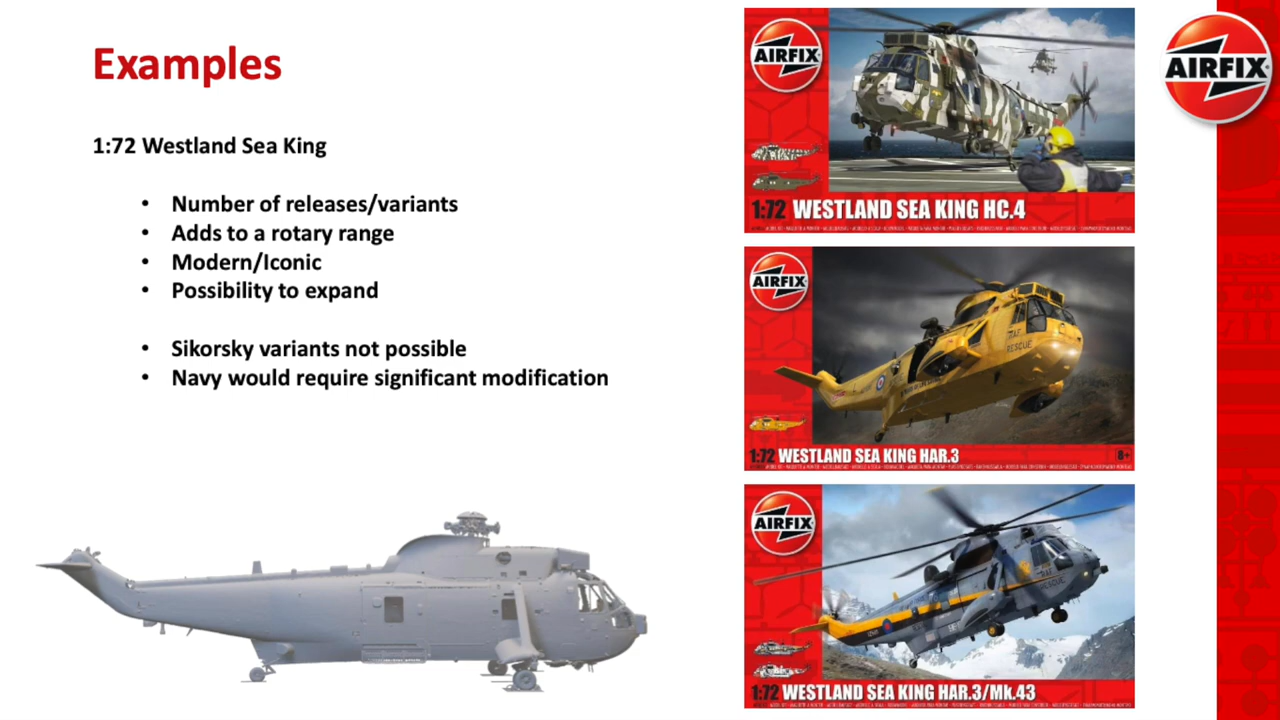 Examples
1:72 Westland Sea King
• Number of releases/variants
• Adds to a rotary range
• Modern/Iconic
• Possibility to expand
• Sikorsky variants not possible
• Navy would require significant modification
AIRFIX
1:72 WESTLAND SEA KING HC.4
AIRFIX
RAF
RESCUE
1:72 WESTLAND SEA KING HAR.3
8+
AIRFIX
RAF
RESCUE
1:72 WESTLAND SEA KING HAR.3/Mk.43
AIRFIX